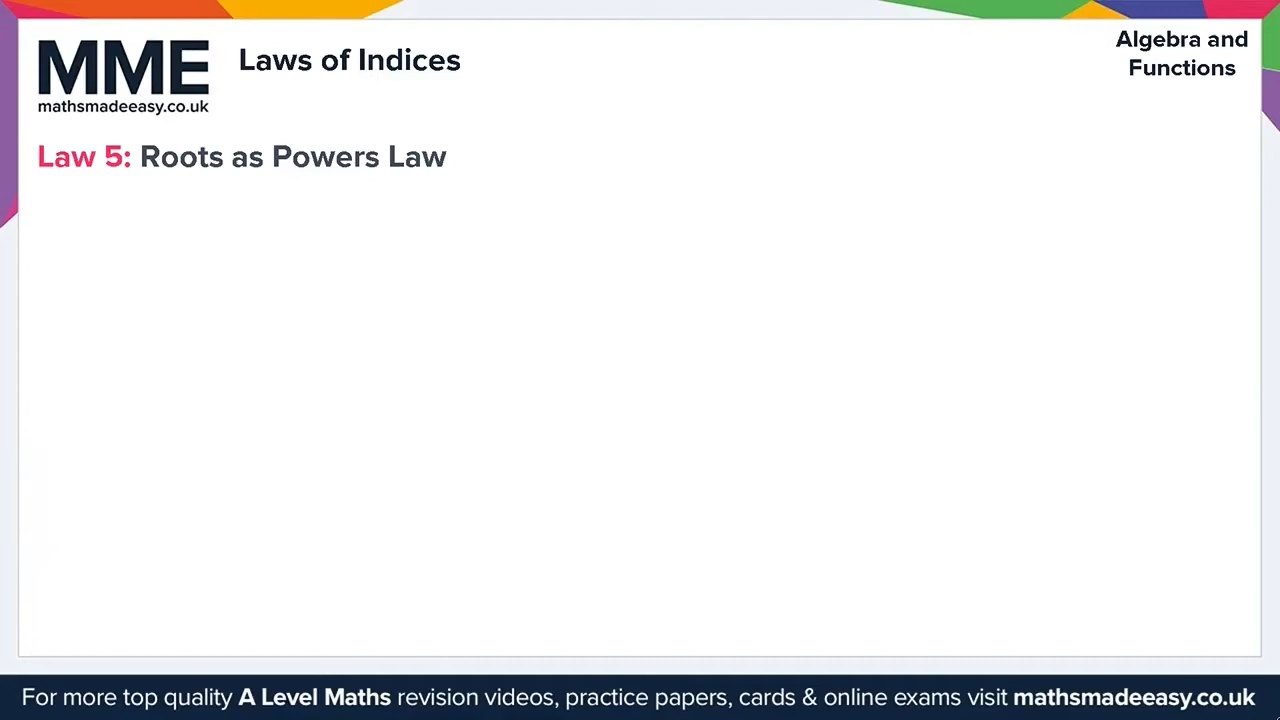 MME
mathsmadeeasy.co.uk
Laws of Indices
Algebra and
Functions
Law 5: Roots as Powers Law
For more top quality A Level Maths revision videos, practice papers, cards & online exams visit mathsmadeeasy.co.uk